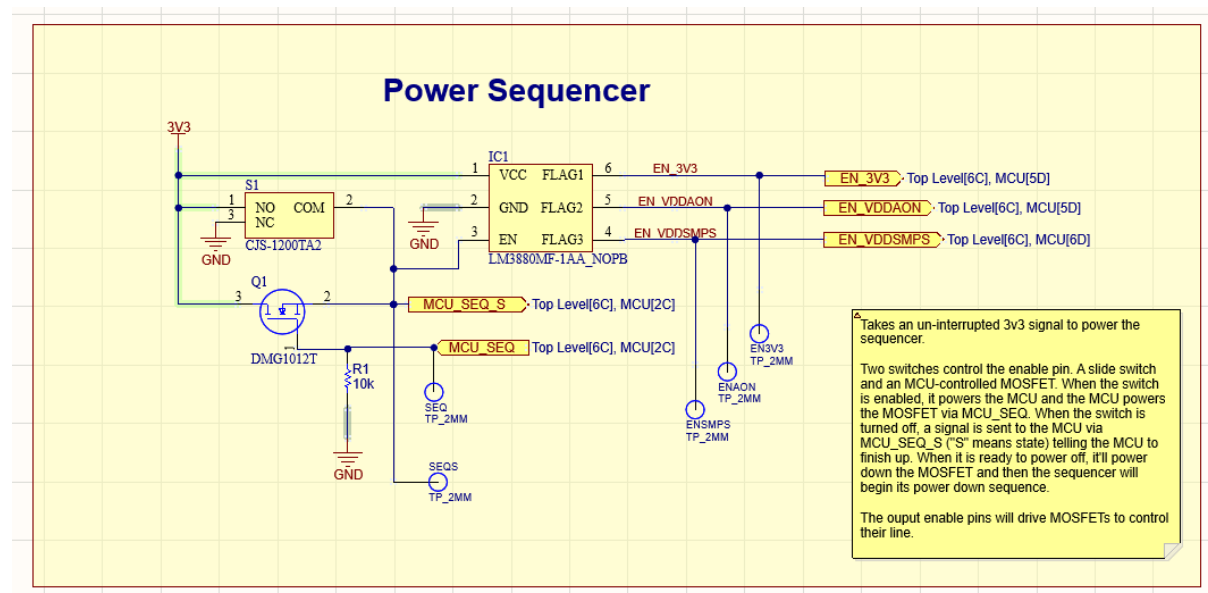 Power Sequencer
3V3
S1
1 NO COM 2
3 NC
CJS-1200TA2
GND
IC1
1 VCC FLAG1 6 EN_3V3
2 GND FLAG2 5 EN_VDDAON
3 EN FLAG3 4 EN_VDDSMPS
LM3880MF-1AA_NOPB
GND
EN_3V3 Top Level[6C], MCU[5D]
EN_VDDAON Top Level[6C], MCU[5D]
EN_VDDSMPS Top Level[6C], MCU[6D]
Q1
3 2
1
DMG1012T
MCU_SEQ_S Top Level[6C], MCU[2C]
MCU_SEQ Top Level[6C], MCU[2C]
R1
10k
GND
SEQ
TP_2MM
SEQS
TP_2MM
EN3V3
TP_2MM
ENAON
TP_2MM
ENSMPS
TP_2MM
Takes an un-interrupted 3v3 signal to power the
sequencer.
Two switches control the enable pin. A slide switch
and an MCU-controlled MOSFET. When the switch
is enabled, it powers the MCU and the MCU powers
the MOSFET via MCU_SEQ. When the switch is
turned off, a signal is sent to the MCU via
MCU_SEQ_S ("S" means state) telling the MCU to
finish up. When it is ready to power off, it'll power
down the MOSFET and then the sequencer will
begin its power down sequence.
The ouput enable pins will drive MOSFETs to control
their line.